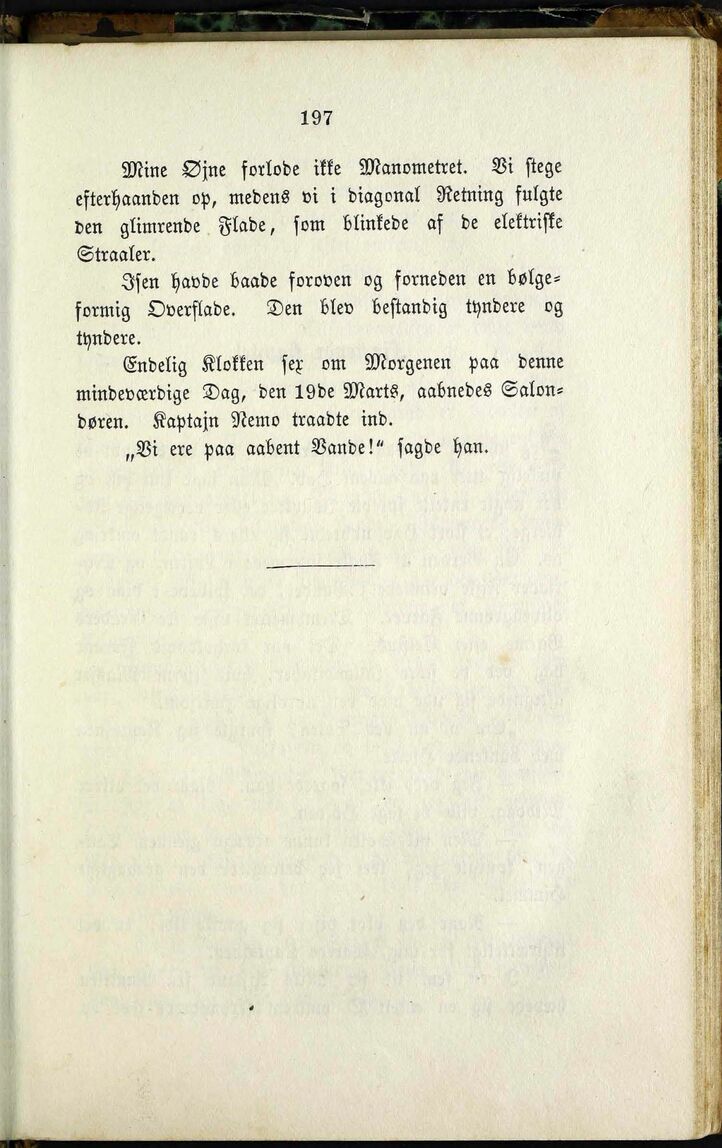 197
Mine Øjne forlode ikke Manometret. Vi stege
efterhaanden op, medens vi i diagonal Retning fulgte
den glimrende Flade, som blinkede af de elektriske
Straaler.
Isen havde baade foroven og forneden en bølge=
formig Overflade. Den blev bestandig tyndere og
tyndere.
Endelig Klokken sex om Morgenen paa denne
mindeværdige Dag, den 19de Marts, aabnedes Salon=
døren. Kaptajn Nemo traadte ind.
„Vi ere paa aabent Vande!“ sagde han.